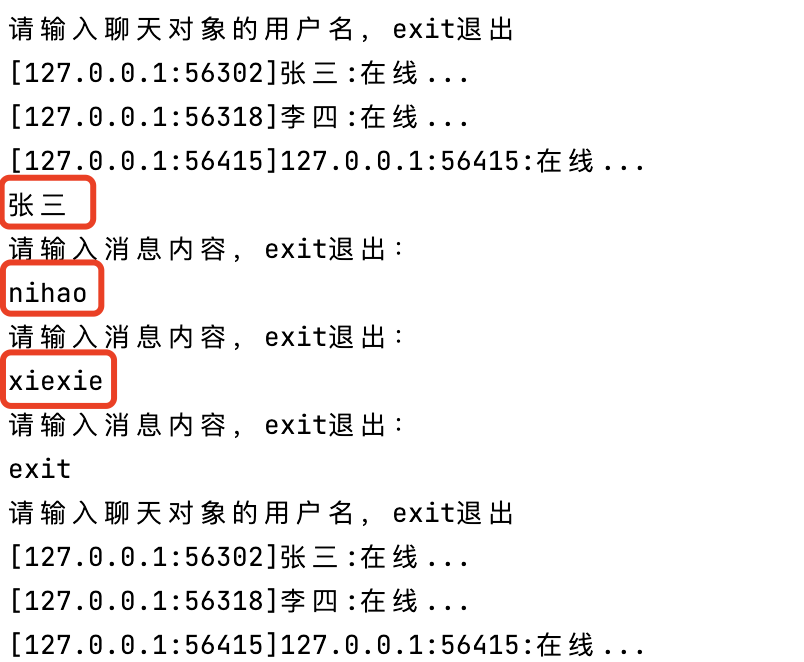 请输入聊天对象的用户名, exit退出
[127.0.0.1:56302]张三:在线...
[127.0.0.1:56318]李四:在线...
[127.0.0.1:56415]127.0.0.1:56415:在线...
张三
请输入消息内容, exit退出:
nihao
请输入消息内容, exit退出:
xiexie
请输入消息内容, exit退出:
exit
请输入聊天对象的用户名, exit退出
[127.0.0.1:56302]张三:在线...
[127.0.0.1:56318]李四:在线...
[127.0.0.1:56415]127.0.0.1:56415:在线...